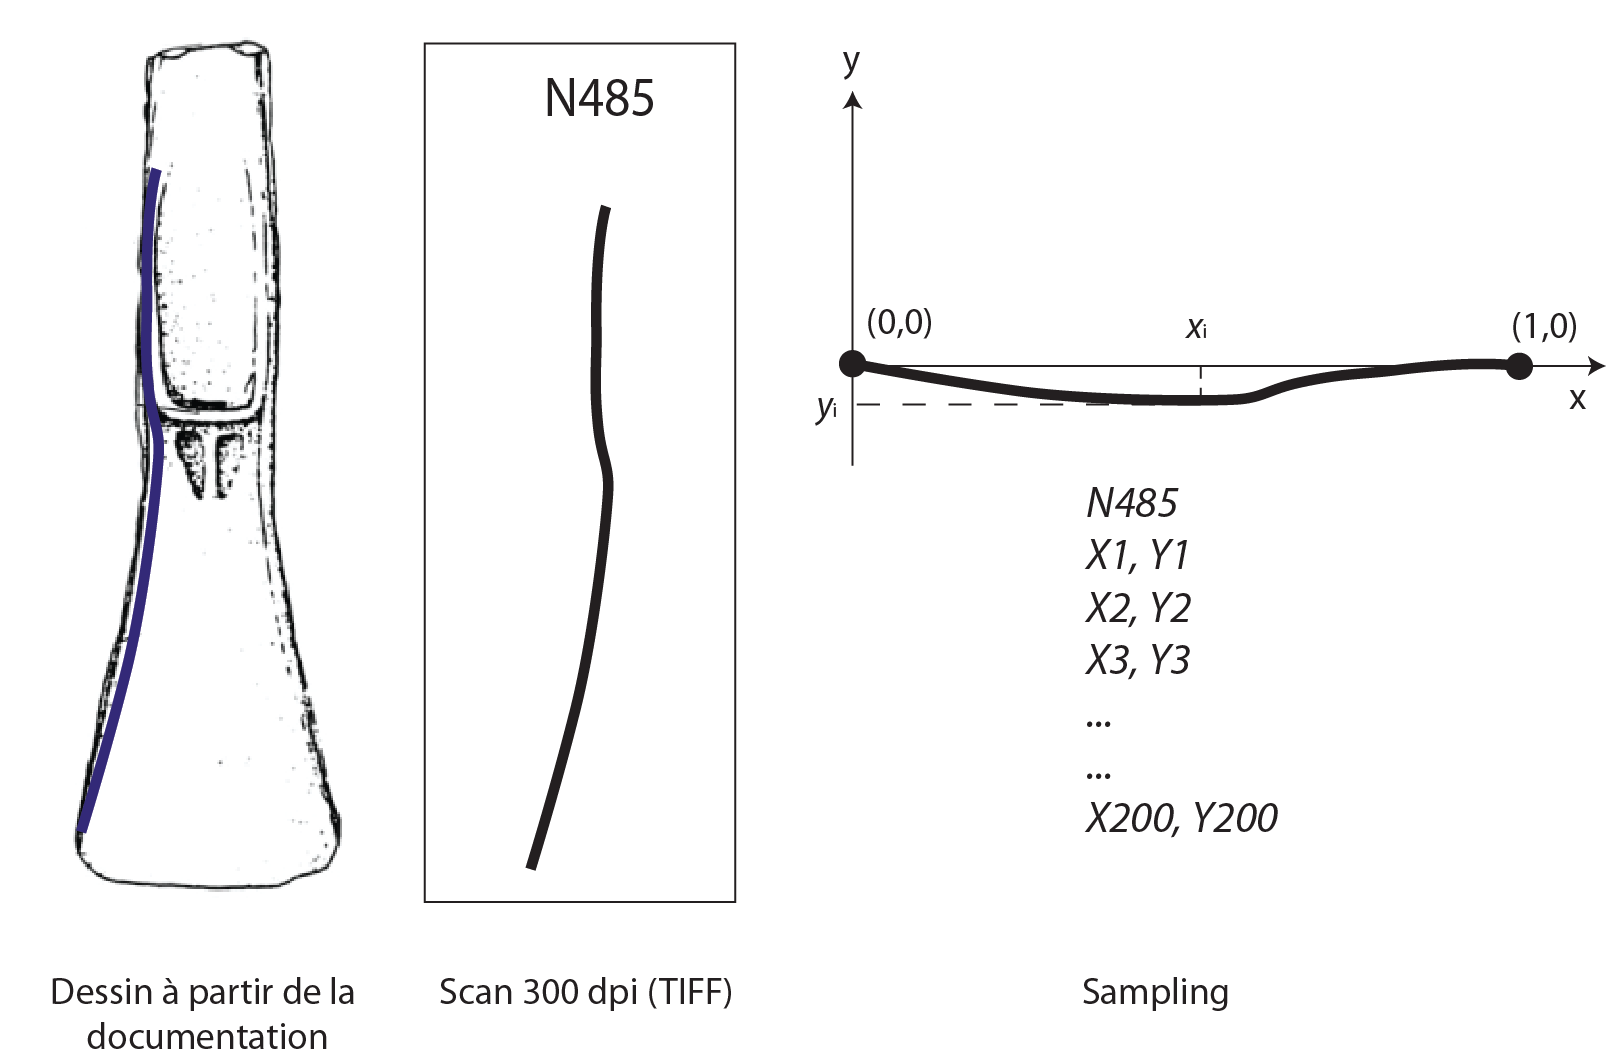 N485
y
(0,0)
xi
(1,0)
yi
x
N485
X1, Y1
X2, Y2
X3, Y3
...
...
X200, Y200
Dessin à partir de la
documentation
Scan 300 dpi (TIFF)
Sampling